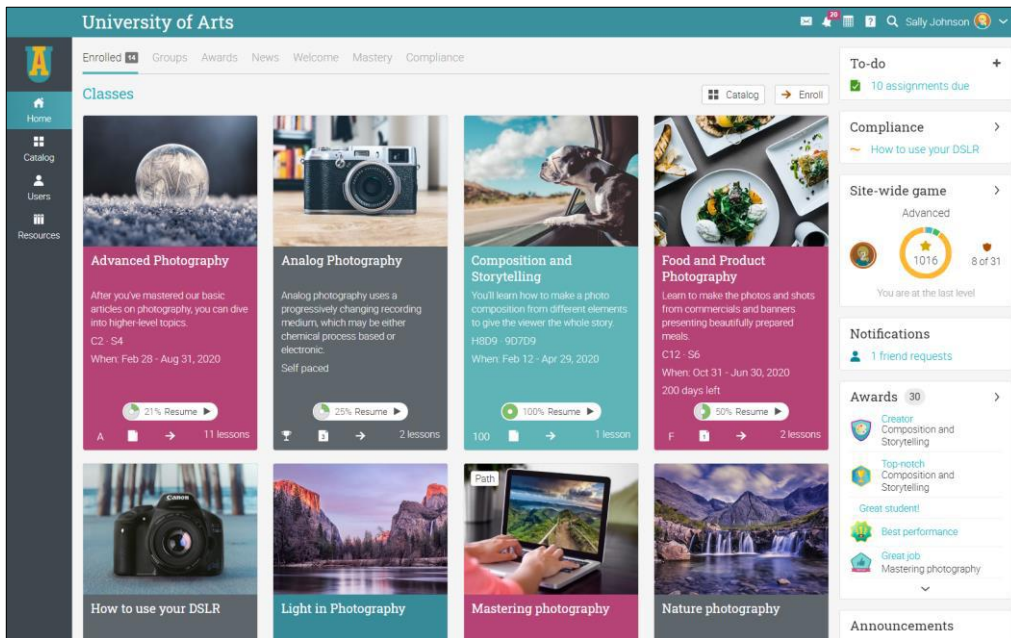 University of Arts
20
Sally Johnson
A
Home
Catalog
Users
Resources
Enrolled 14 Groups Awards News Welcome Mastery Compliance
Classes
Catalog
Enroll
Advanced Photography
After you've mastered our basic
articles on photography, you can dive
into higher-level topics.
C2 · S4
When: Feb 28 - Aug 31, 2020
21% Resume
A
11 lessons
Analog Photography
Analog photography uses a
progressively changing recording
medium, which may be either
chemical process based or
electronic.
Self paced
25% Resume
2 lessons
Composition and
Storytelling
You'll learn how to make a photo
composition from different elements
to give the viewer the whole story.
H8D9 · 9D7D9
When: Feb 12 - Apr 29, 2020
100% Resume
100
1 lesson
Food and Product
Photography
Learn to make the photos and shots
from commercials and banners
presenting beautifully prepared
meals.
C12 · S6
When: Oct 31 - Jun 30, 2020
200 days left
50% Resume
F
1
2 lessons
Canon
How to use your DSLR
Light in Photography
Path
Mastering photography
Nature photography
To-do
10 assignments due
Compliance
How to use your DSLR
Site-wide game
Advanced
1016
8 of 31
You are at the last level
Notifications
1 friend requests
Awards 30
Creator
Composition and
Storytelling
Top-notch
Composition and
Storytelling
Great student!
Best performance
Great job
Mastering photography
Announcements